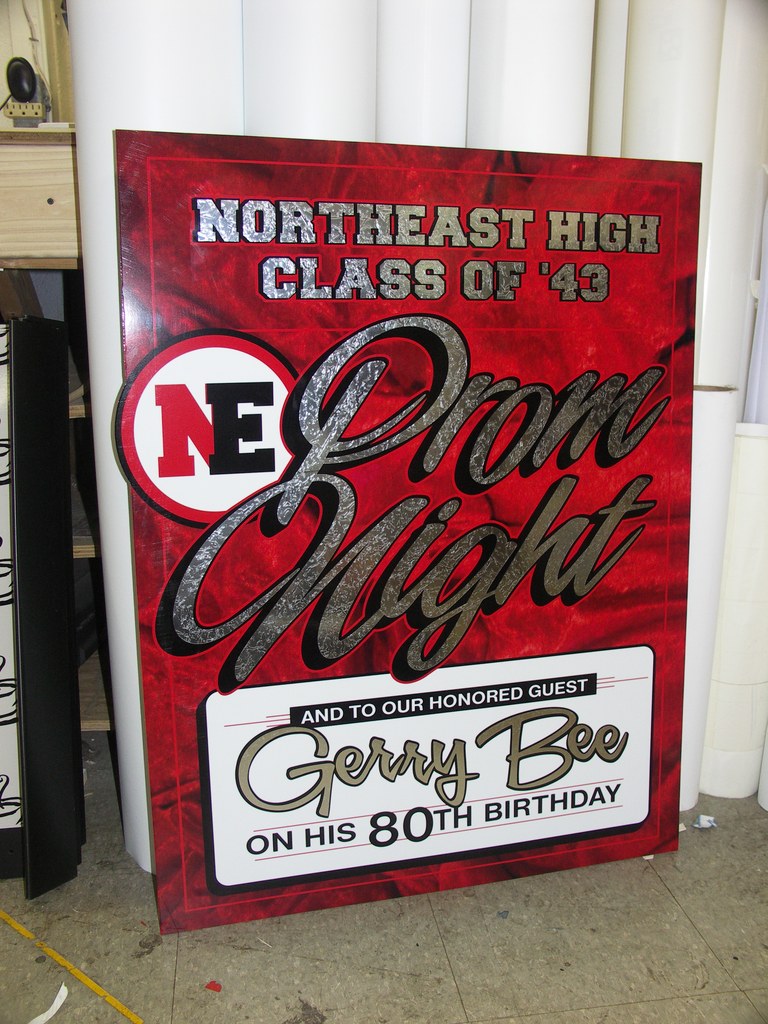 NORTHEAST HIGH
CLASS OF '43
NE
Prom
Night
AND TO OUR HONORED GUEST
Gerry Bee
ON HIS 80TH BIRTHDAY